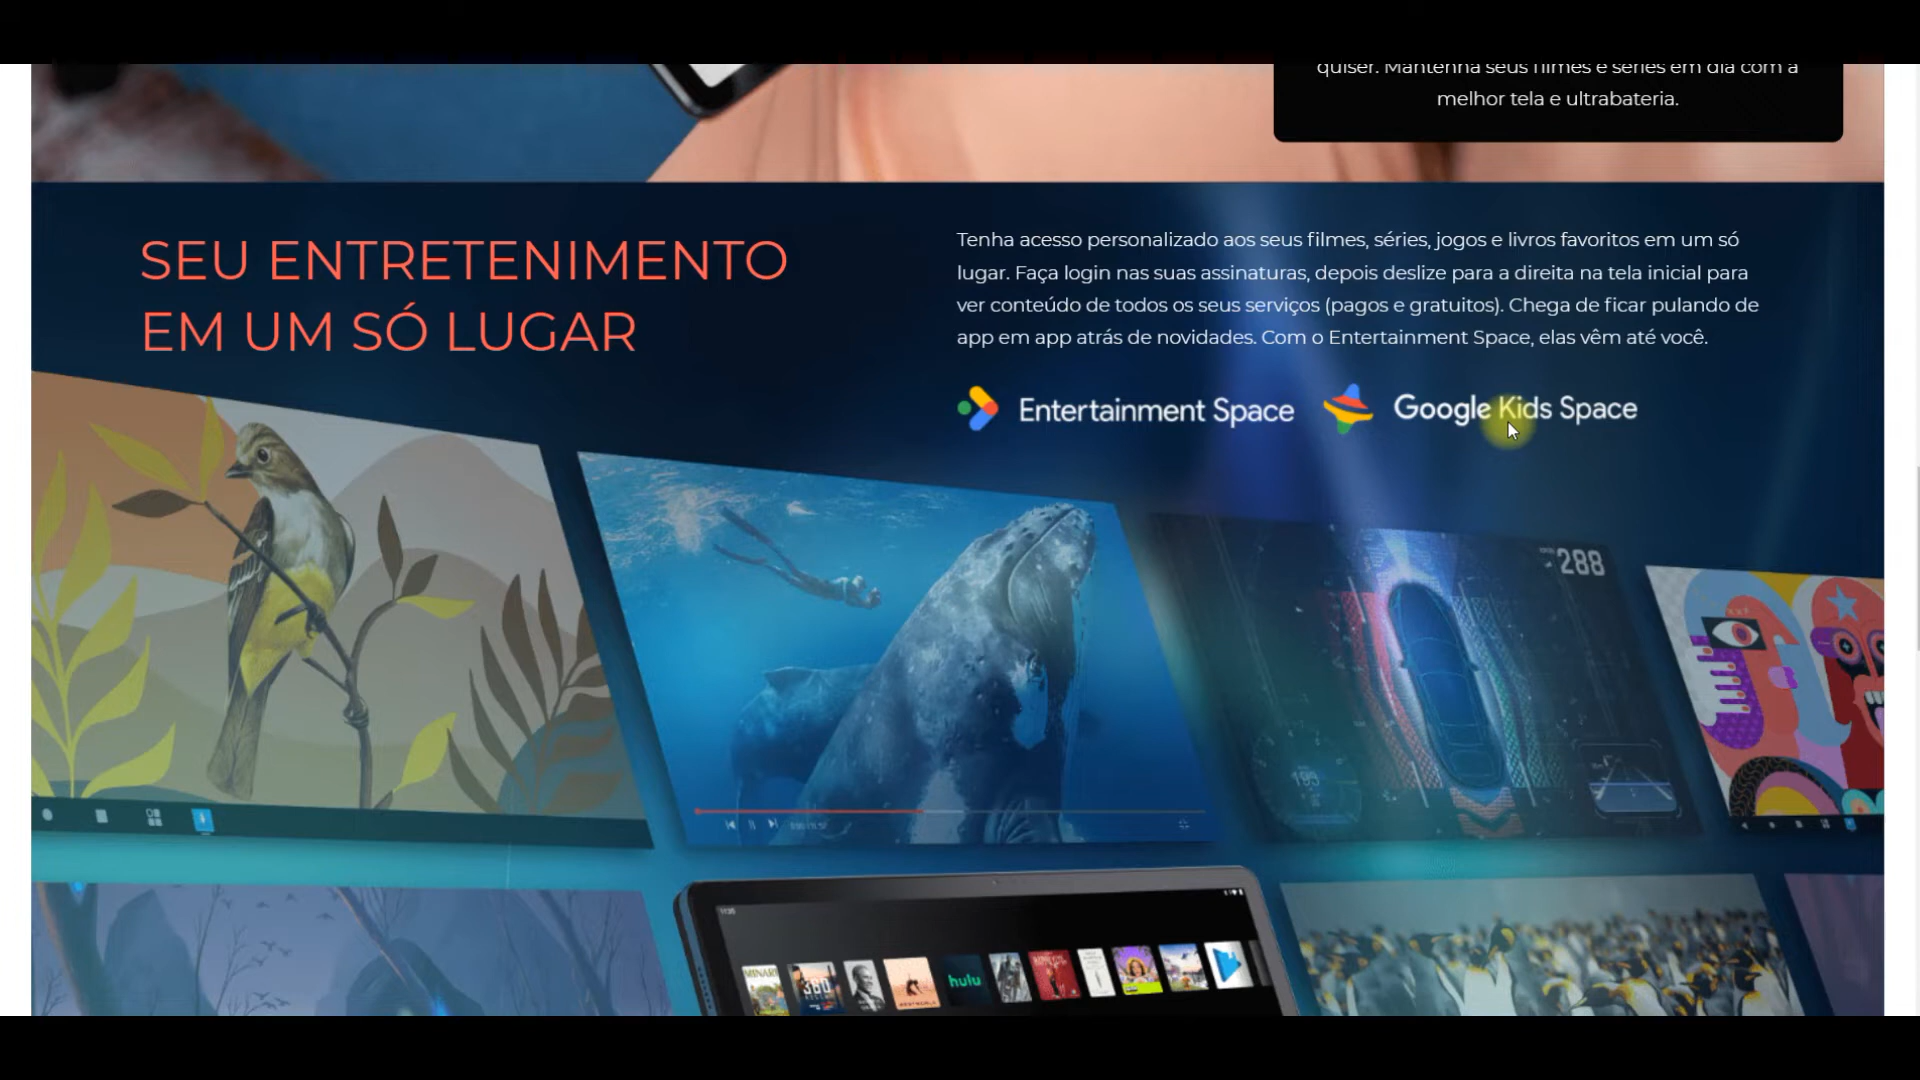 quiser. Mantenha seus filmes e séries em dia com a
melhor tela e ultrabateria.
SEU ENTRETENIMENTO
EM UM SÓ LUGAR
Tenha acesso personalizado aos seus filmes, séries, jogos e livros favoritos em um só
lugar. Faça login nas suas assinaturas, depois deslize para a direita na tela inicial para
ver conteúdo de todos os seus serviços (pagos e gratuitos). Chega de ficar pulando de
app em app atrás de novidades. Com o Entertainment Space, elas vêm até você.
Entertainment Space
Google Kids Space
288
195
hulu